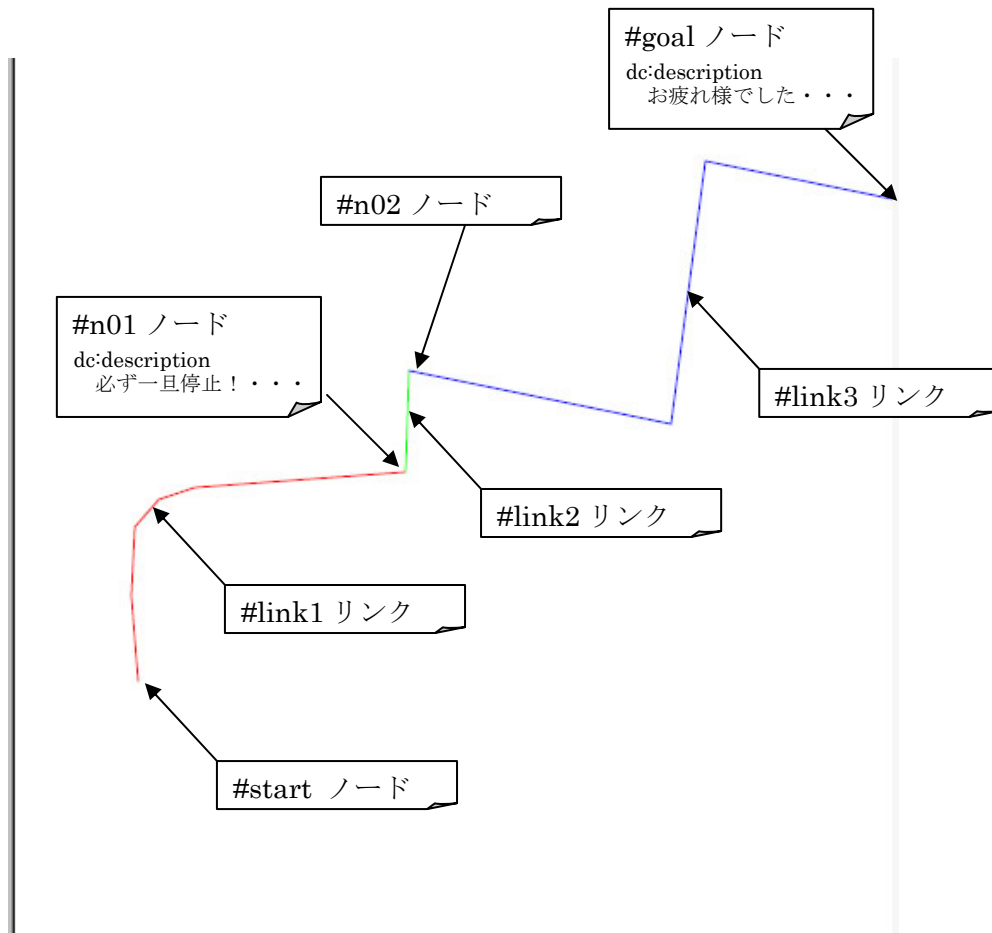 #goal ノード
dc:description
お疲れ様でした・・・
#n02 ノード
#n01 ノード
dc:description
必ず一旦停止！・・・
#link3 リンク
#link2 リンク
#link1 リンク
#start ノード